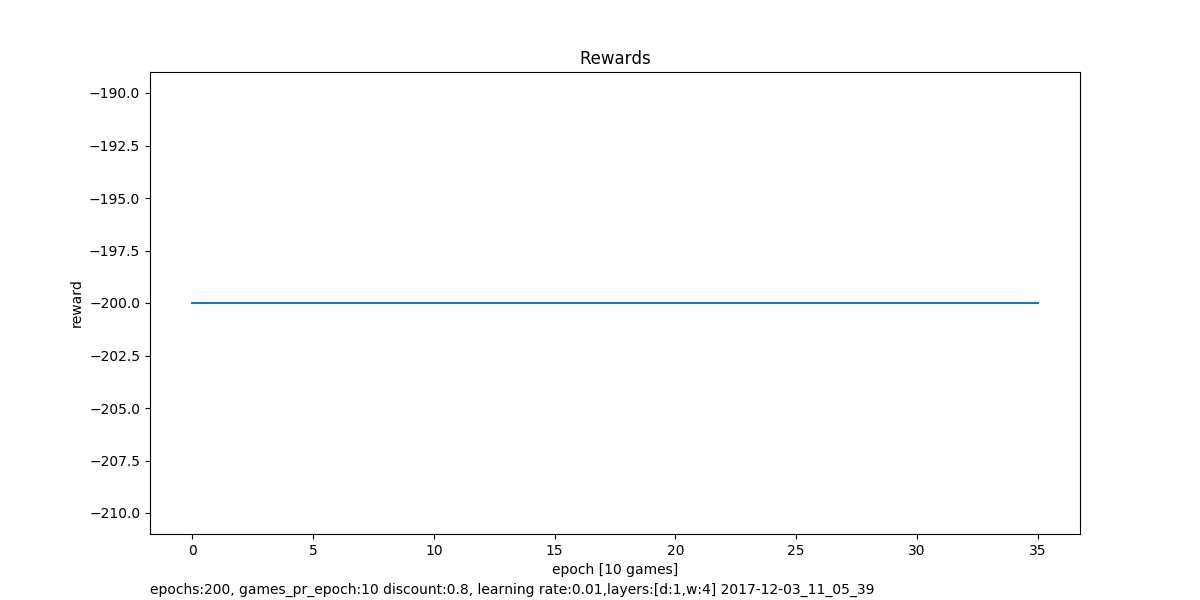 Rewards
−190.0
−192.5
−195.0
−197.5
−200.0
−202.5
−205.0
−207.5
−210.0
reward
0 5 10 15 20 25 30 35
epoch [10 games]
epochs:200, games_pr_epoch:10 discount:0.8, learning rate:0.01,layers:[d:1,w:4] 2017-12-03_11_05_39